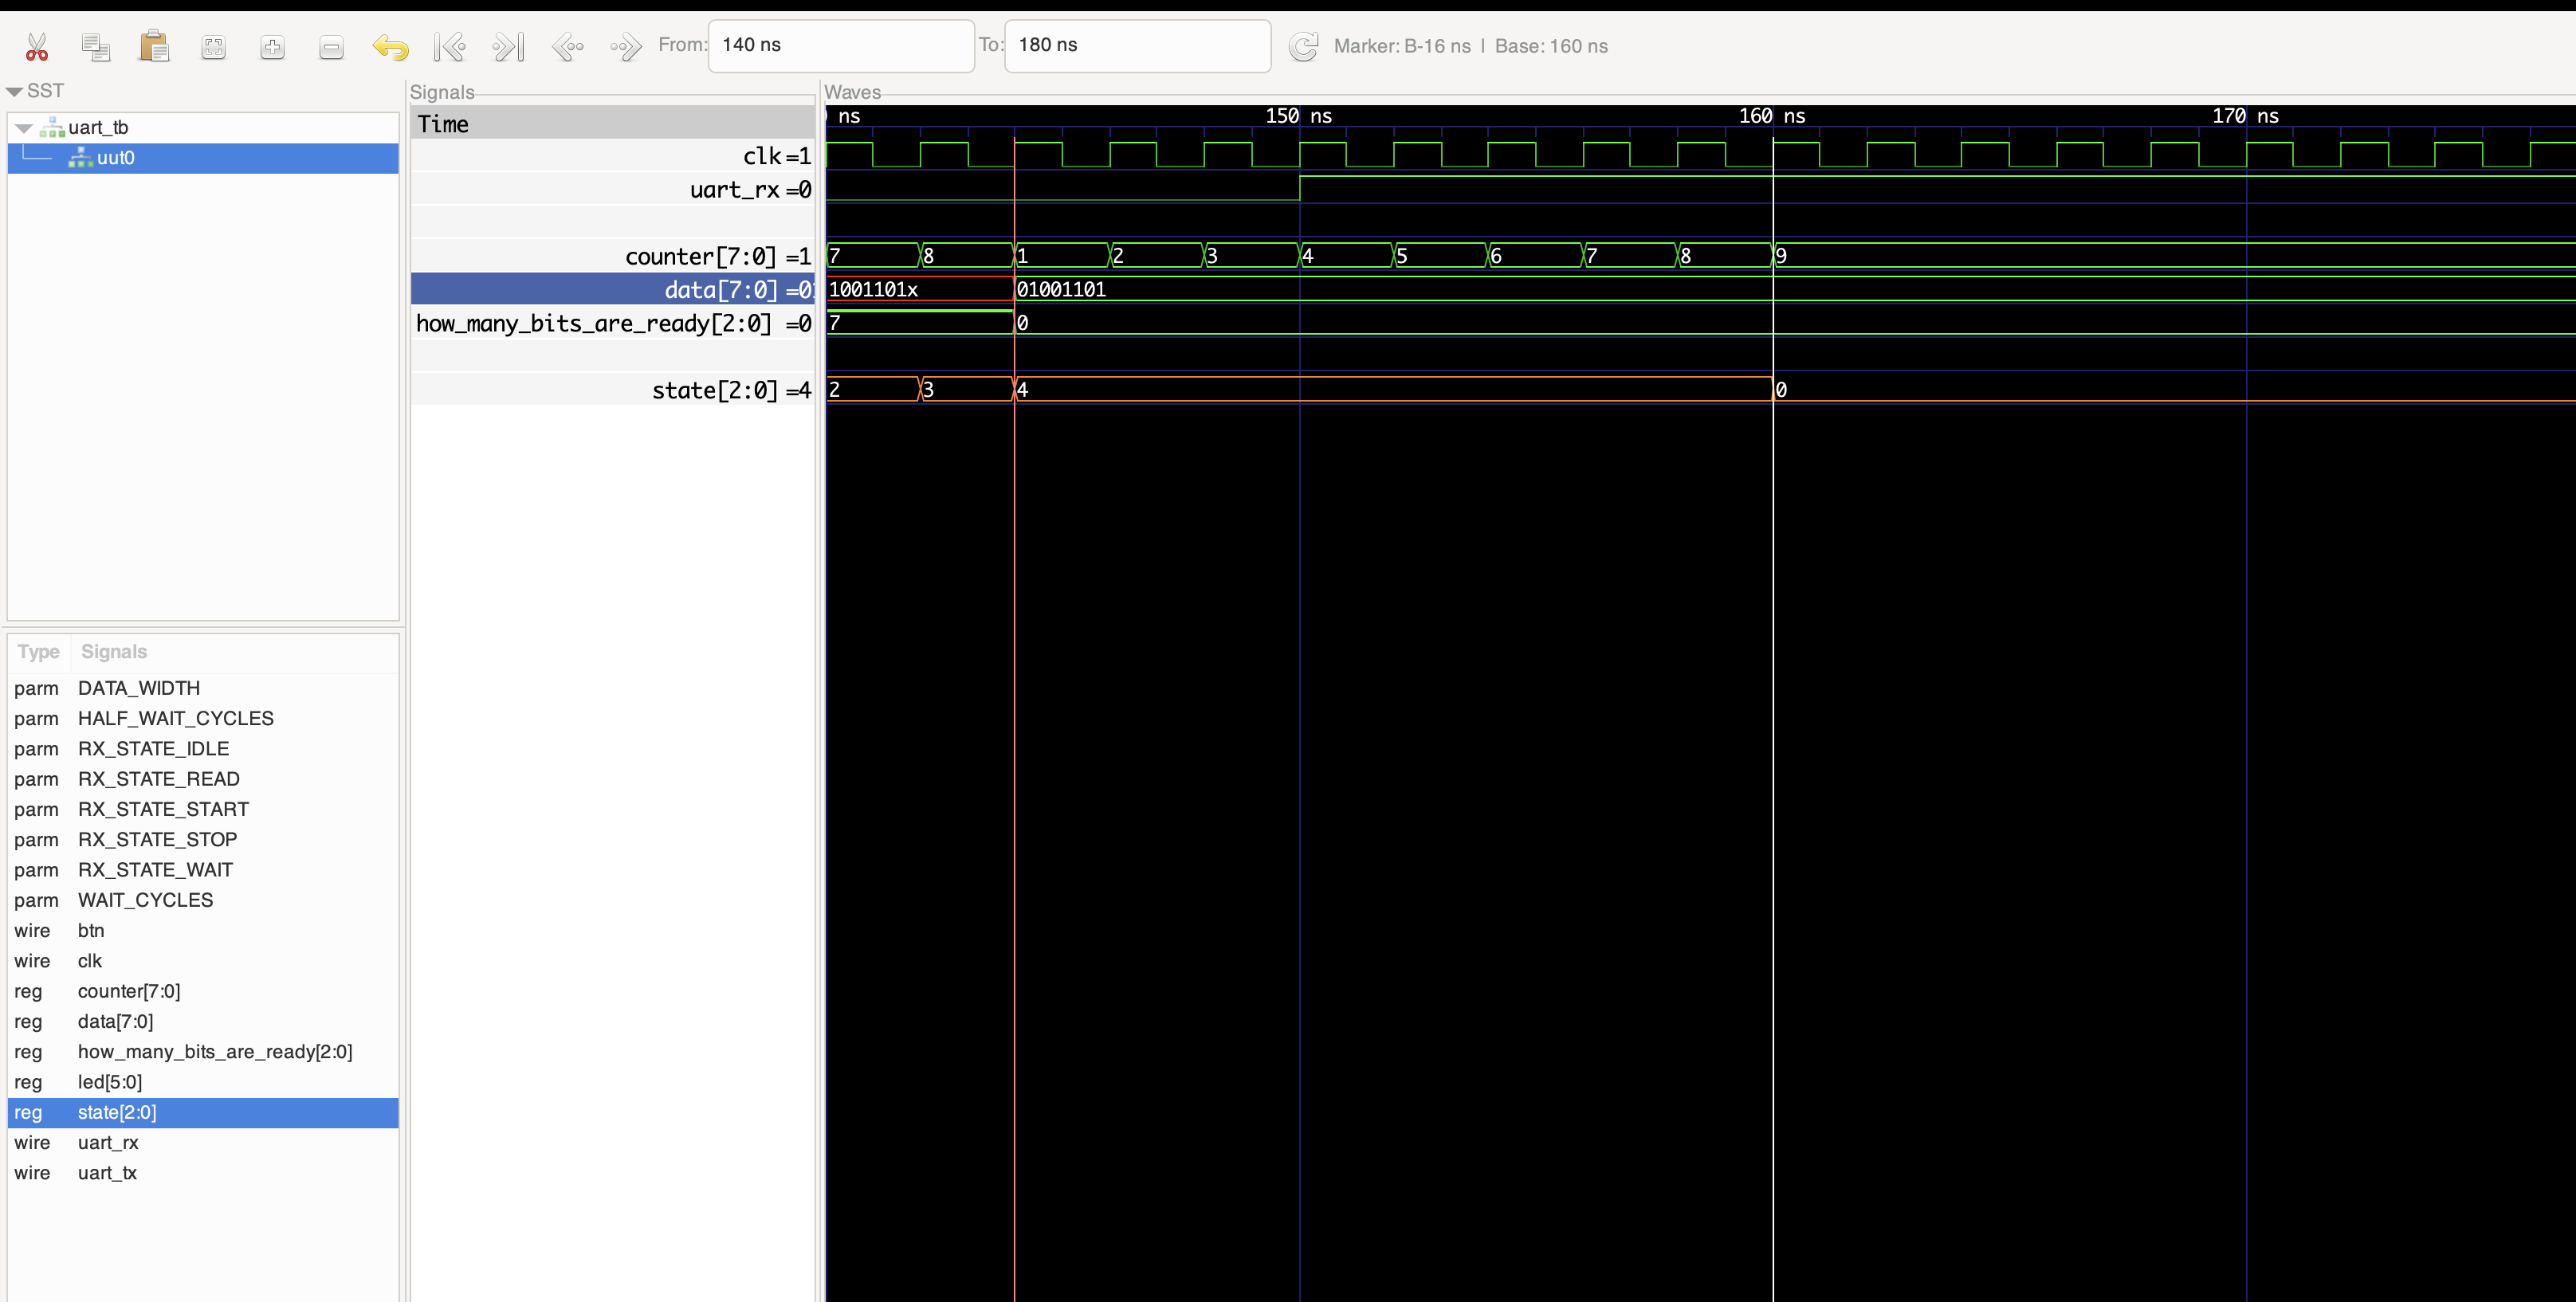 From: 140 ns To: 180 ns Marker: B-16 ns | Base: 160 ns
SST
uart_tb
uut0
Type Signals
parm DATA_WIDTH
parm HALF_WAIT_CYCLES
parm RX_STATE_IDLE
parm RX_STATE_READ
parm RX_STATE_START
parm RX_STATE_STOP
parm RX_STATE_WAIT
parm WAIT_CYCLES
wire btn
wire clk
reg counter[7:0]
reg data[7:0]
reg how_many_bits_are_ready[2:0]
reg led[5:0]
reg state[2:0]
wire uart_rx
wire uart_tx
Signals
Time
clk =1
uart_rx =0
counter[7:0] =1
data[7:0] =0
how_many_bits_are_ready[2:0] =0
state[2:0] =4
Waves
ns 150 ns 160 ns 170 ns
7 8 1 2 3 4 5 6 7 8 9
1001101x 01001101
7 0
2 3 4 0